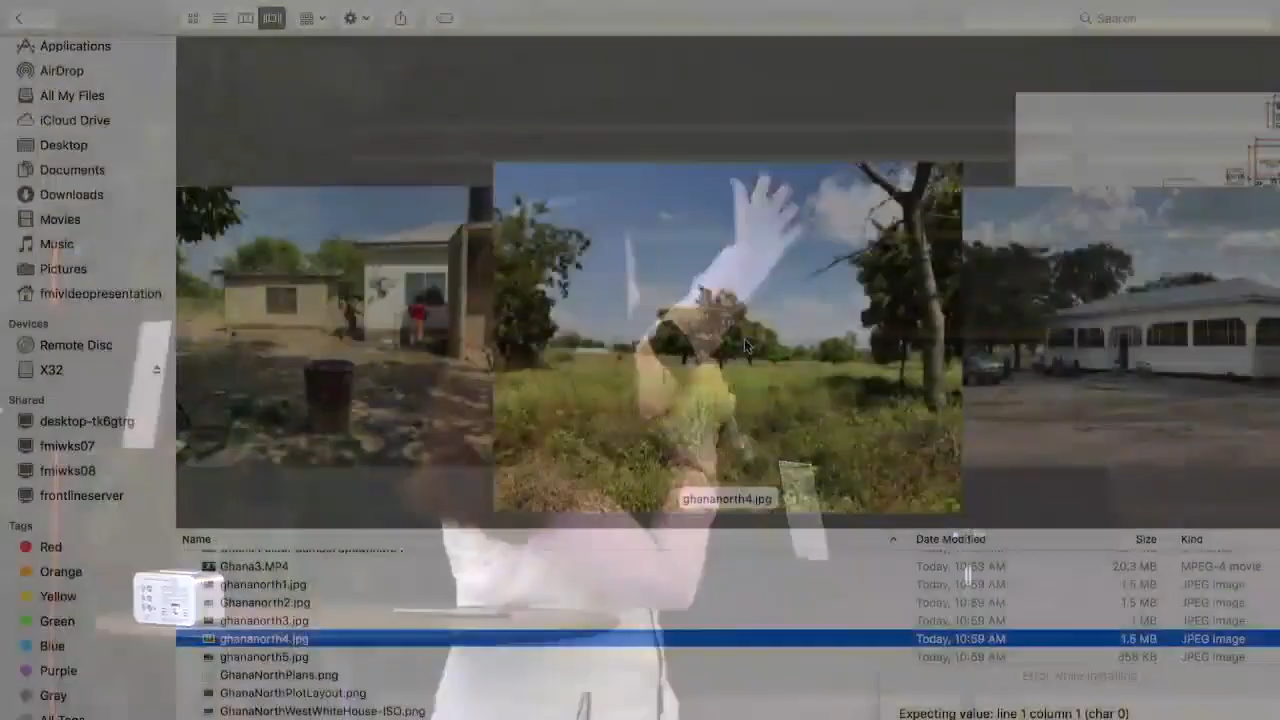 Search
Applications
AirDrop
All My Files
iCloud Drive
Desktop
Documents
Downloads
Movies
Music
Pictures
fmivideopresentation
Devices
Remote Disc
X32
Shared
desktop-tk6gtrg
fmiwks07
fmiwks08
frontlineserver
Tags
Red
Orange
Yellow
Green
Blue
Purple
Gray
All Tags
ghananorth4.jpg
Name Date Modified Size Kind
Ghana3.MP4 Today, 10:59 AM 20.3 MB MPEG-4 movie
ghananorth1.jpg Today, 10:59 AM 1.5 MB JPEG image
Ghananorth2.jpg Today, 10:59 AM 1.5 MB JPEG image
ghananorth3.jpg Today, 10:59 AM 1 MB JPEG image
ghananorth4.jpg Today, 10:59 AM 1.5 MB JPEG image
ghananorth5.jpg Today, 10:59 AM 858 KB JPEG image
GhanaNorthPlans.png
GhanaNorthPlotLayout.png
GhanaNorthWestWhiteHouse-ISO.png
Error while installing
Expecting value: line 1 column 1 (char 0)